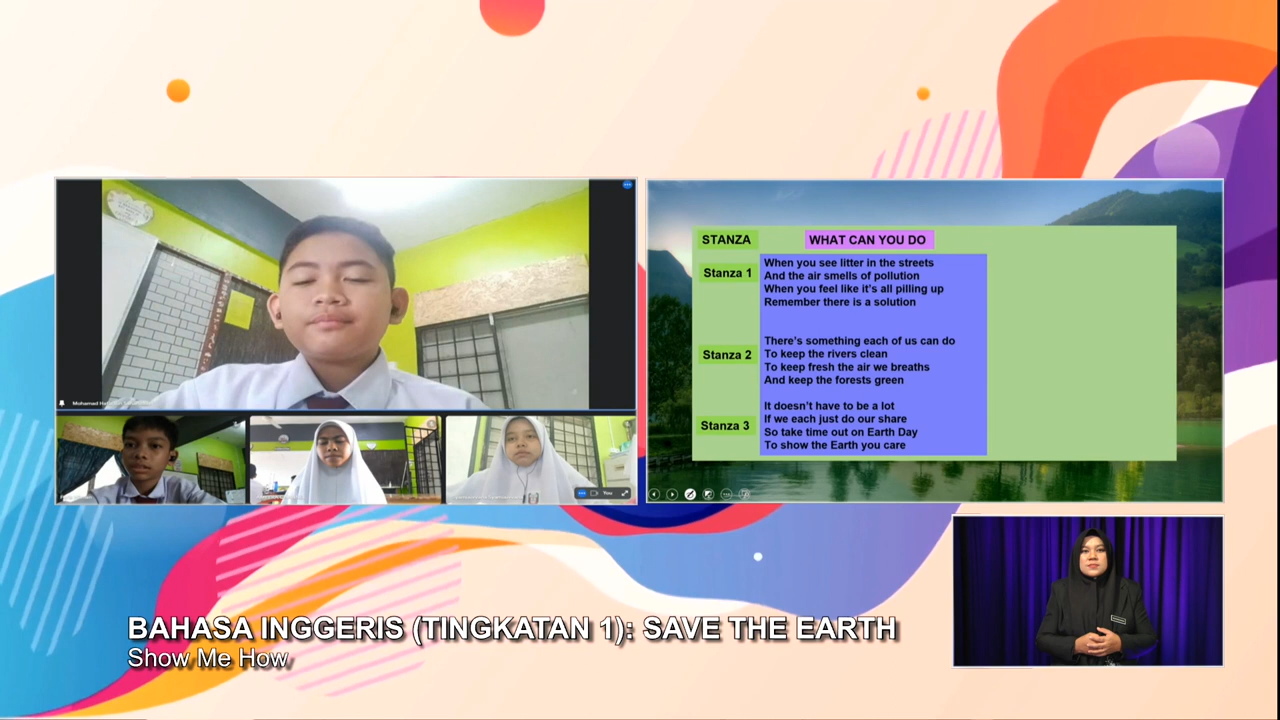 STANZA
WHAT CAN YOU DO
Stanza 1
When you see litter in the streets
And the air smells of pollution
When you feel like it's all pilling up
Remember there is a solution
Stanza 2
There's something each of us can do
To keep the rivers clean
To keep fresh the air we breaths
And keep the forests green
Stanza 3
It doesn't have to be a lot
If we each just do our share
So take time out on Earth Day
To show the Earth you care
Mohamad
You
BAHASA INGGERIS (TINGKATAN 1): SAVE THE EARTH
Show Me How